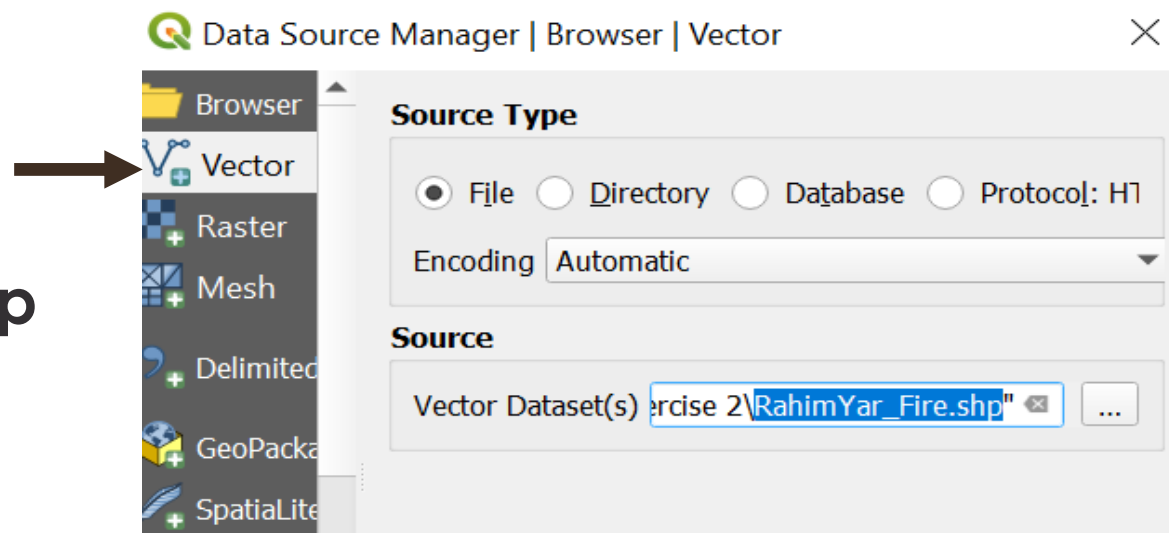 Data Source Manager | Browser | Vector
Browser
Vector
Raster
Mesh
Delimited
GeoPacka
SpatiaLite
p
Source Type
File
Directory
Database
Protocol: HT
Encoding
Automatic
Source
Vector Dataset(s)
ercise 2\RahimYar_Fire.shp"
...